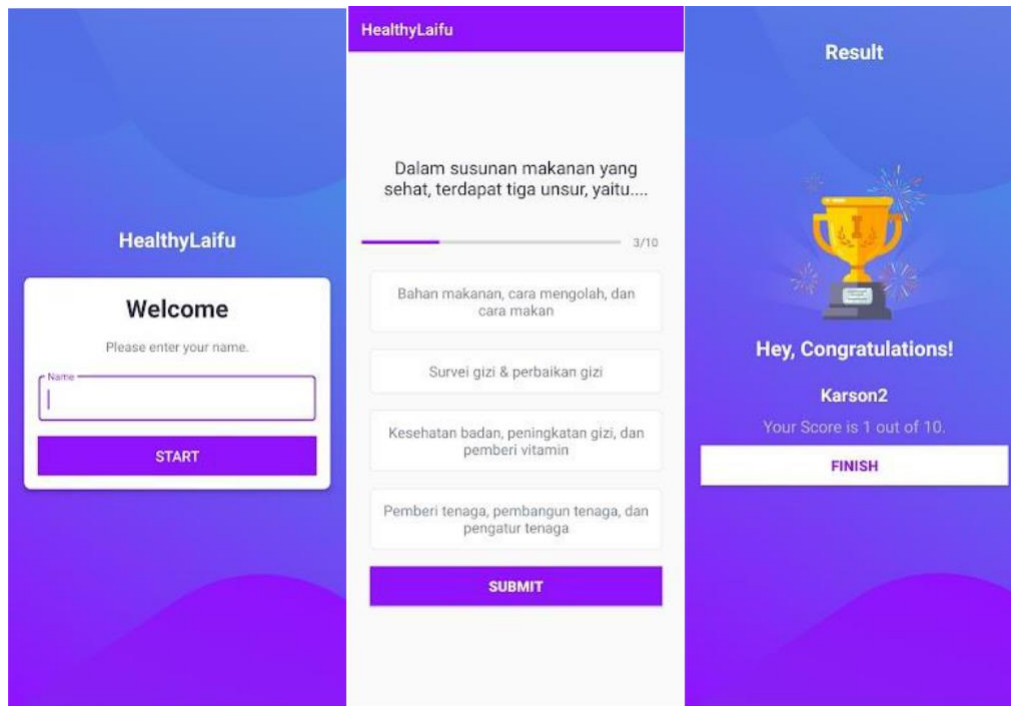 HealthyLaifu
Welcome
Please enter your name.
Name
START
HealthyLaifu
Dalam susunan makanan yang
sehat, terdapat tiga unsur, yaitu....
3/10
Bahan makanan, cara mengolah, dan
cara makan
Survei gizi & perbaikan gizi
Kesehatan badan, peningkatan gizi, dan
pemberi vitamin
Pemberi tenaga, pembangun tenaga, dan
pengatur tenaga
SUBMIT
Result
Hey, Congratulations!
Karson2
Your Score is 1 out of 10.
FINISH